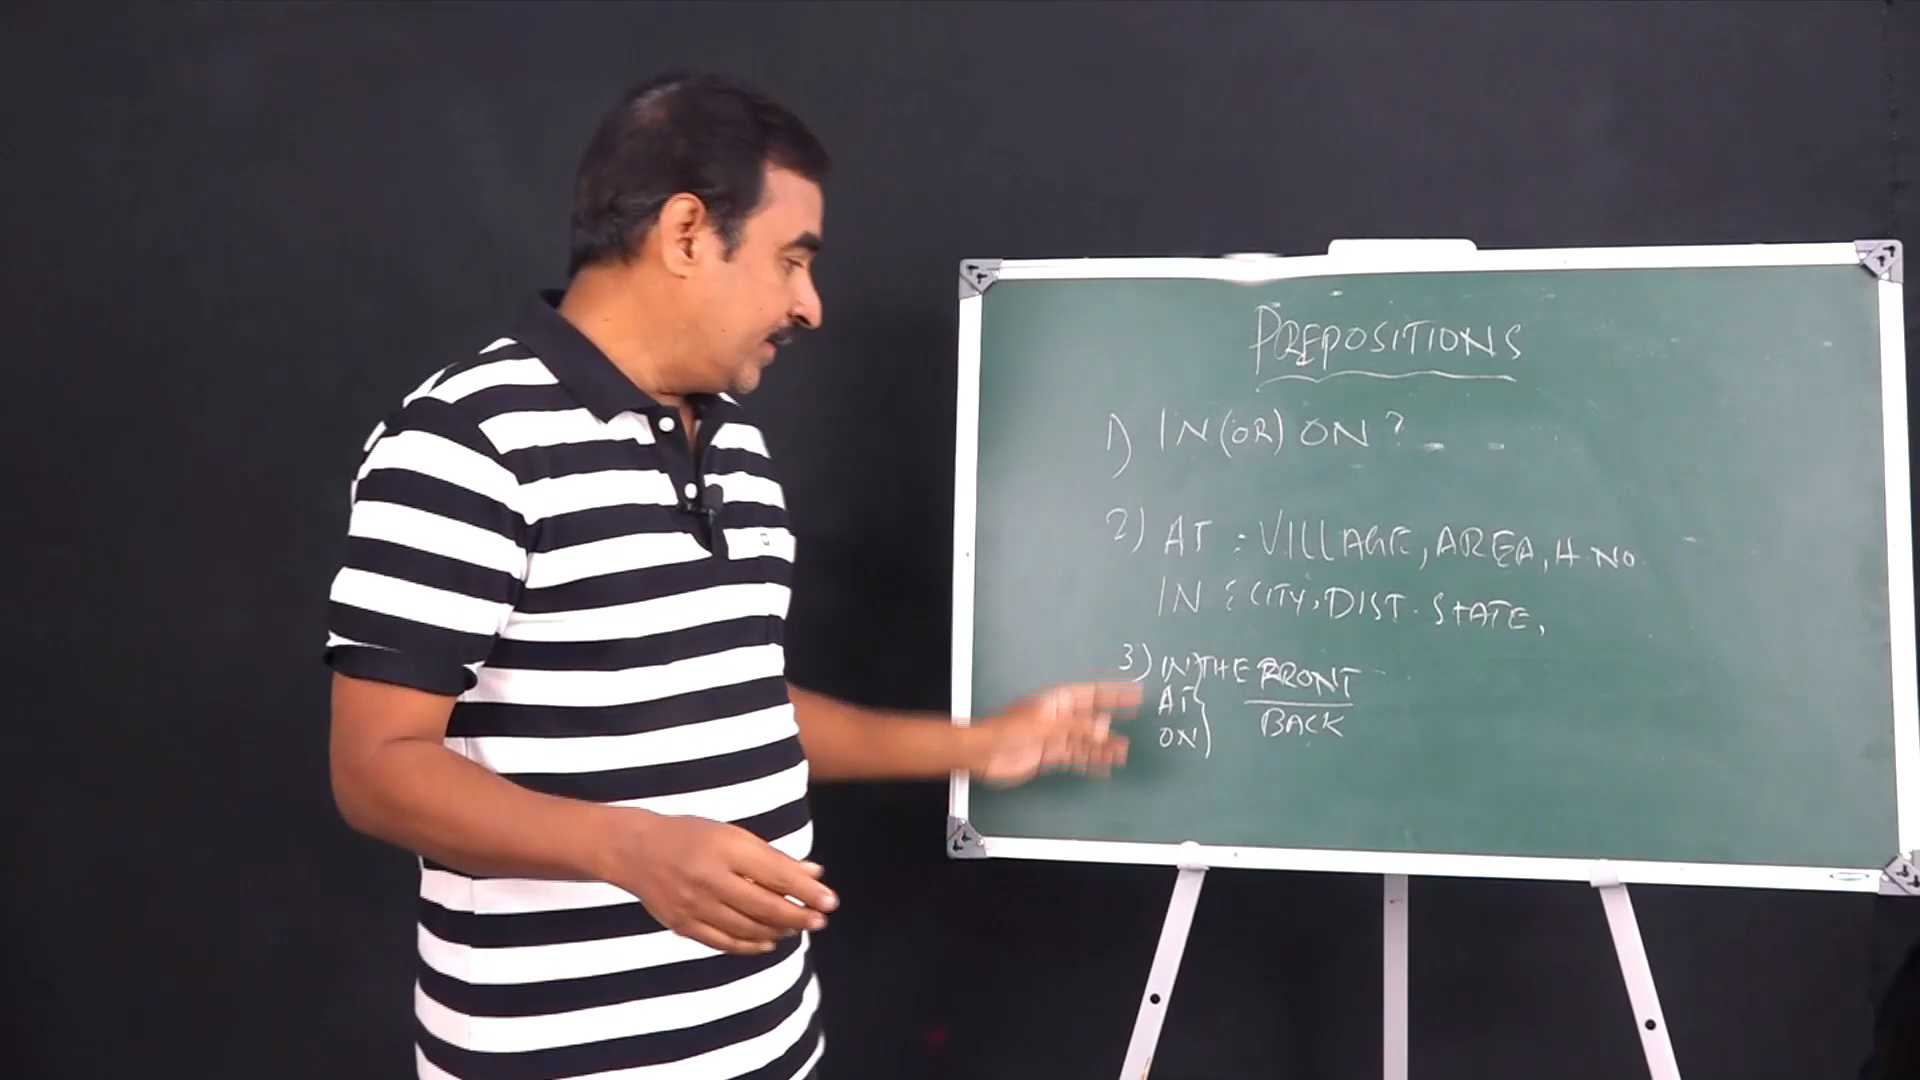 PREPOSITIONS
1) IN (OR) ON ?
2) AT : VILLAGE, AREA, H NO.
IN : CITY, DIST. STATE,
3) IN THE FRONT
AT
ON BACK